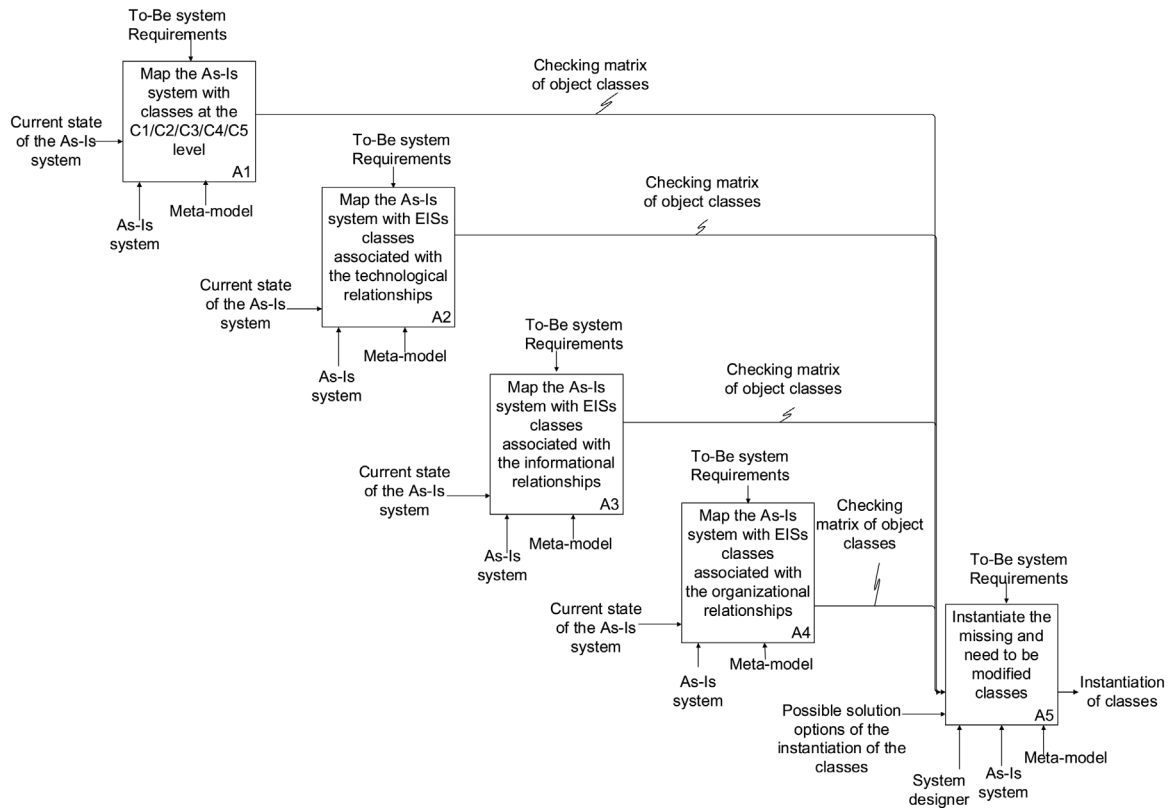 To-Be system
Requirements
Map the As-Is
system with
classes at the
C1/C2/C3/C4/C5
level
A1
Current state
of the As-Is
system
As-Is
system
Meta-model
Checking matrix
of object classes
To-Be system
Requirements
Map the As-Is
system with EISs
classes
associated with
the technological
relationships
A2
Current state
of the As-Is
system
As-Is
system
Meta-model
Checking matrix
of object classes
To-Be system
Requirements
Map the As-Is
system with EISs
classes
associated with
the informational
relationships
A3
Current state
of the As-Is
system
As-Is
system
Meta-model
Checking matrix
of object classes
To-Be system
Requirements
Map the As-Is
system with EISs
classes
associated with
the organizational
relationships
A4
Current state
of the As-Is
system
As-Is
system
Meta-model
Checking
matrix of object
classes
To-Be system
Requirements
Instantiate the
missing and
need to be
modified
classes
A5
Possible solution
options of the
instantiation of the
classes
System
designer
As-Is
system
Meta-model
Instantiation
of classes